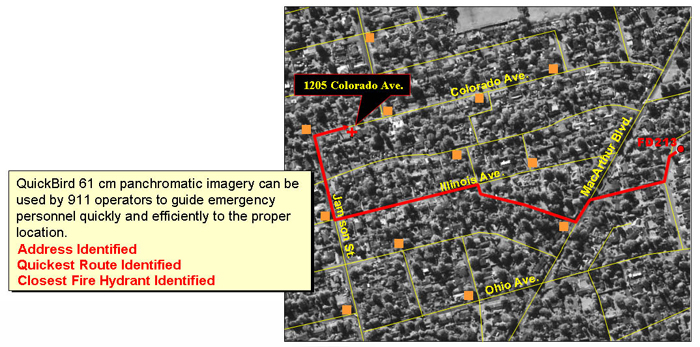 1205 Colorado Ave.
Colorado Ave.
MacArthur Blvd.
FD215
Illinois Ave.
QuickBird 61 cm panchromatic imagery can be
used by 911 operators to guide emergency
personnel quickly and efficiently to the proper
location.
Address Identified
Quickest Route Identified
Closest Fire Hydrant Identified
Jamison St.
Ohio Ave.